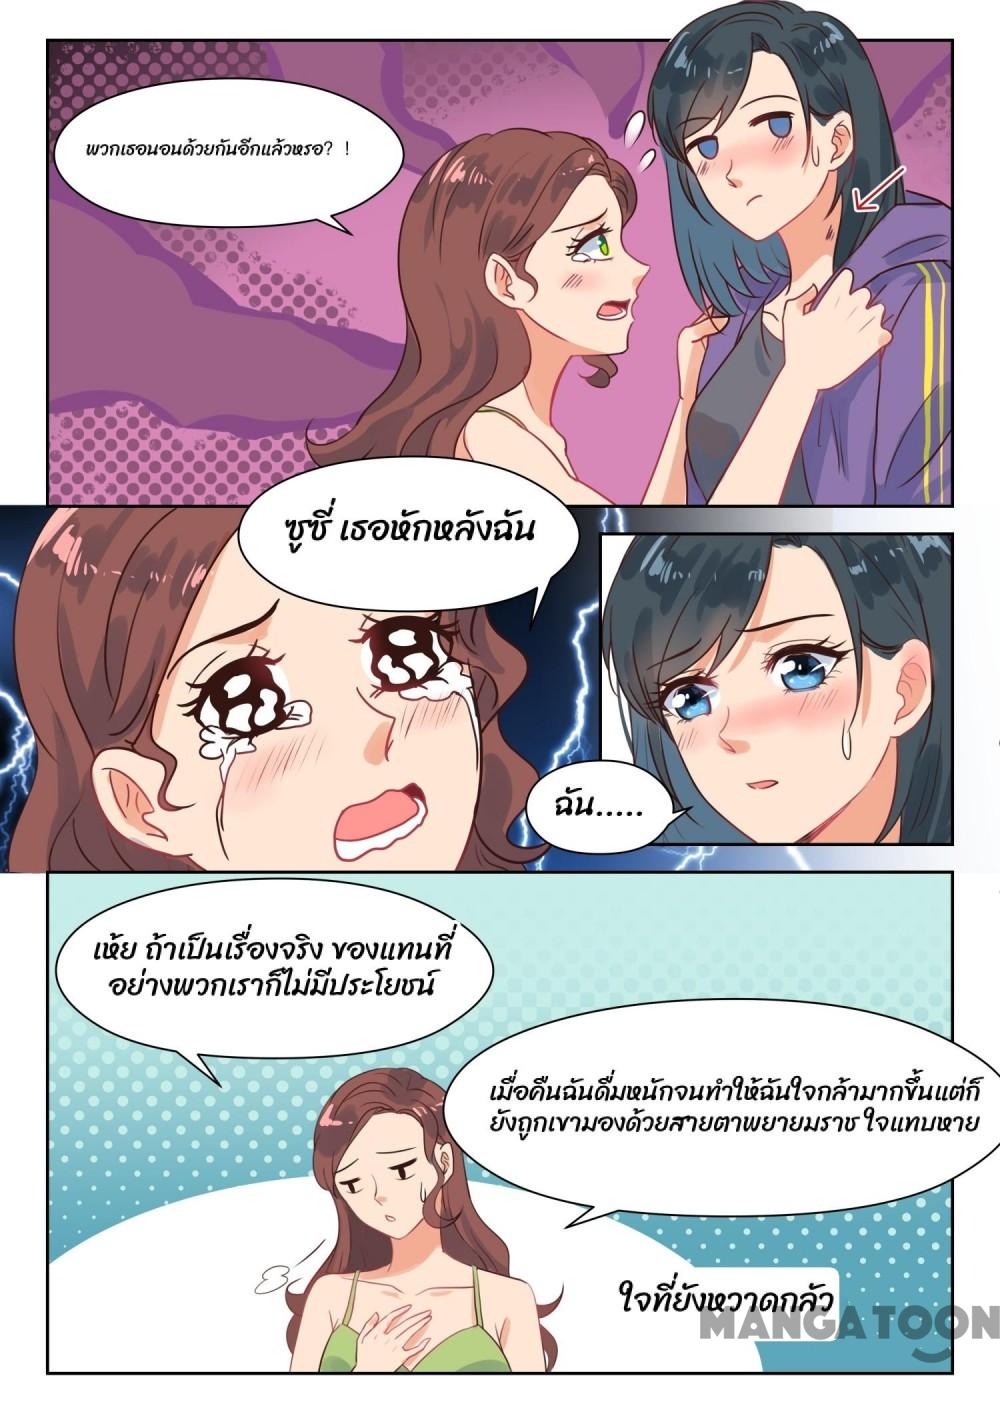 พวกเธอนอนด้วยกันอีกแล้วหรอ? !
ซูซี่ เธอหักหลังฉัน
ฉัน.....
เห้ย ถ้าเป็นเรื่องจริง ของแทนที่
อย่างพวกเราก็ไม่มีประโยชน์
เมื่อคืนฉันดื่มหนักจนทำให้ฉันใจกล้ามากขึ้นแต่ก็
ยังถูกเขามองด้วยสายตาพยายมราช ใจแทบหาย
ใจที่ยังหวาดกลัว
MANGATOON